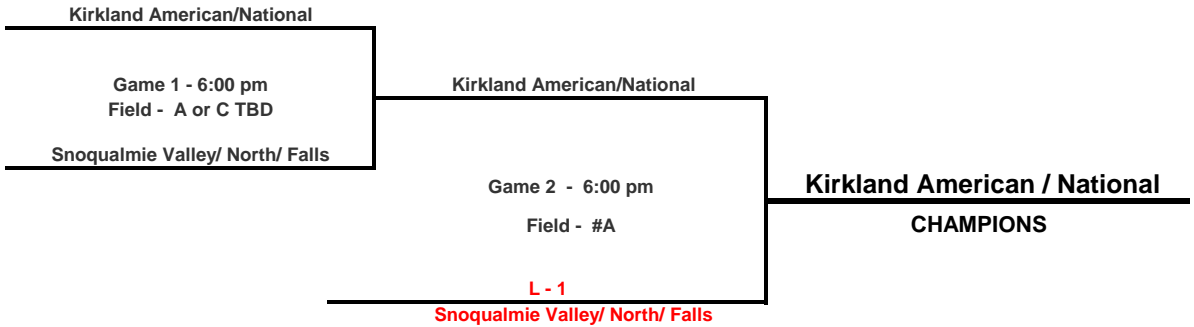 Kirkland American/National
Game 1 - 6:00 pm
Field -  A or C TBD
Snoqualmie Valley/ North/ Falls
Kirkland American/National
Game 2  -  6:00 pm
Field -  #A
L - 1
Snoqualmie Valley/ North/ Falls
Kirkland American / National
CHAMPIONS